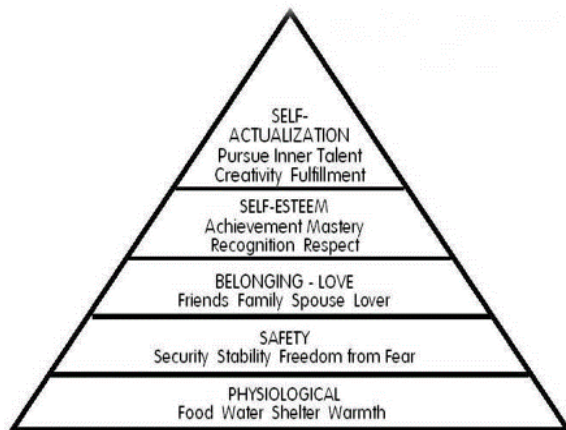 SELF-
ACTUALIZATION
Pursue Inner Talent
Creativity Fulfillment
SELF-ESTEEM
Achievement Mastery
Recognition Respect
BELONGING - LOVE
Friends Family Spouse Lover
SAFETY
Security Stability Freedom from Fear
PHYSIOLOGICAL
Food Water Shelter Warmth